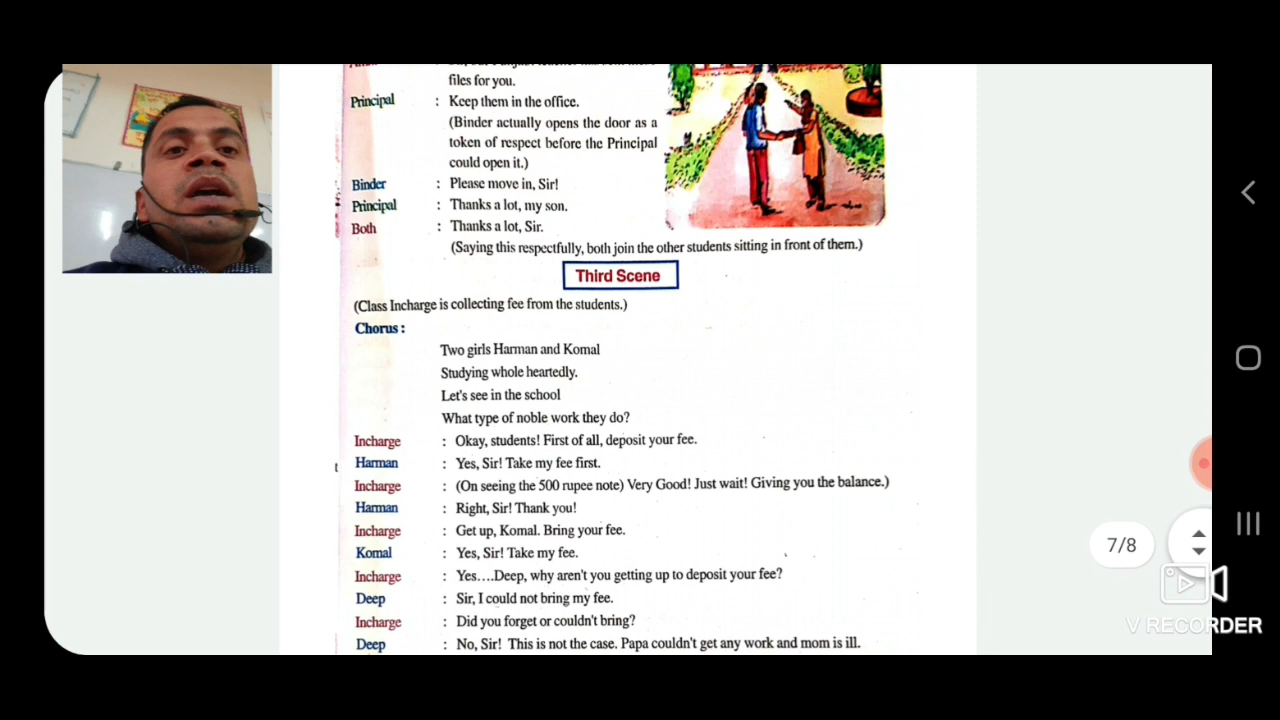 files for you.
Principal : Keep them in the office.
(Binder actually opens the door as a
token of respect before the Principal
could open it.)
Binder : Please move in, Sir!
Principal : Thanks a lot, my son.
Both : Thanks a lot, Sir.
(Saying this respectfully, both join the other students sitting in front of them.)
Third Scene
(Class Incharge is collecting fee from the students.)
Chorus :
Two girls Harman and Komal
Studying whole heartedly.
Let's see in the school
What type of noble work they do?
Incharge : Okay, students! First of all, deposit your fee.
Harman : Yes, Sir! Take my fee first.
Incharge : (On seeing the 500 rupee note) Very Good! Just wait! Giving you the balance.)
Harman : Right, Sir! Thank you!
Incharge : Get up, Komal. Bring your fee.
Komal : Yes, Sir! Take my fee.
Incharge : Yes....Deep, why aren't you getting up to deposit your fee?
Deep : Sir, I could not bring my fee.
Incharge : Did you forget or couldn't bring?
Deep : No, Sir! This is not the case. Papa couldn't get any work and mom is ill.
7/8
V RECORDER